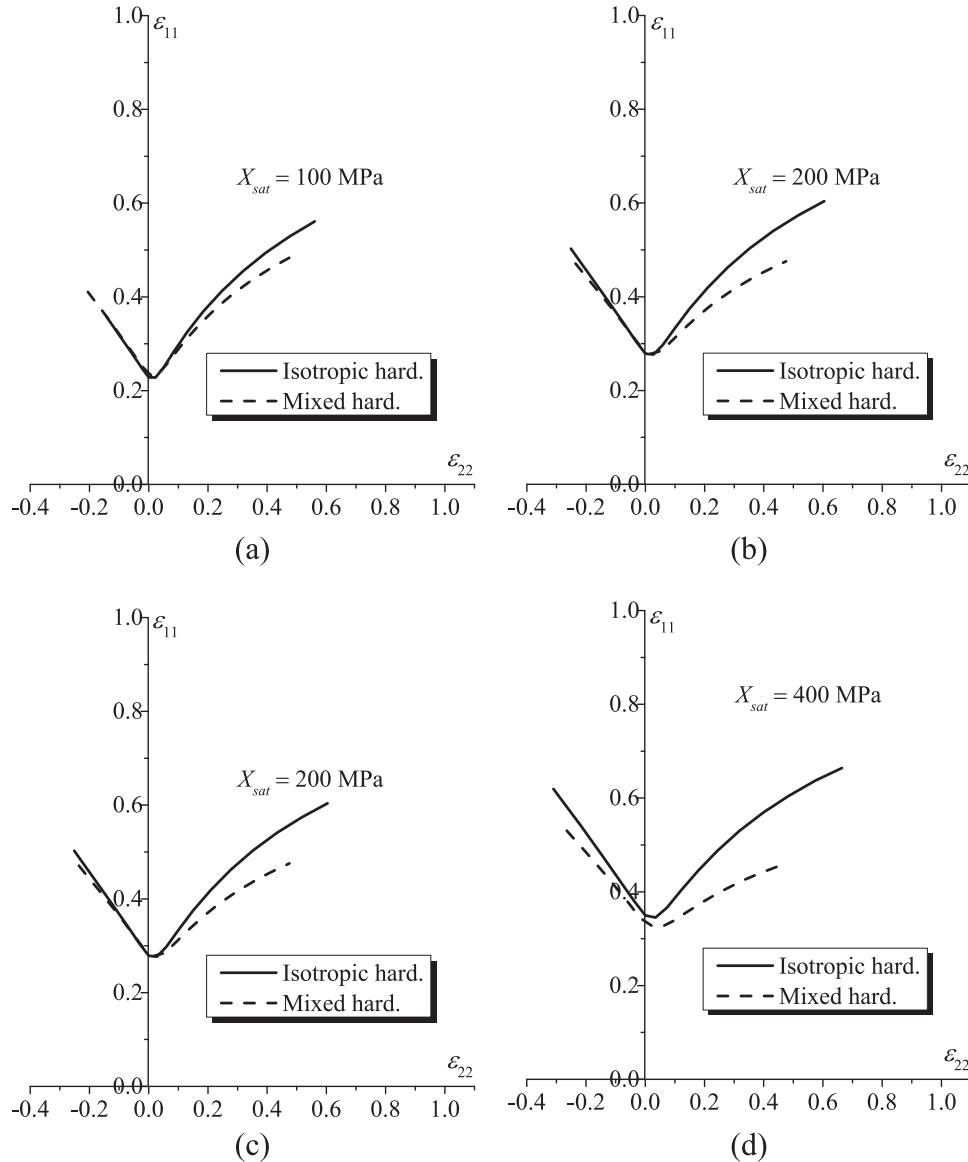 1.0
ε11
0.8
Xsat = 100 MPa
0.6
0.4
Isotropic hard.
Mixed hard.
0.2
ε22
0.0
-0.4 -0.2 0.0 0.2 0.4 0.6 0.8 1.0
(a)
1.0
ε11
0.8
Xsat = 200 MPa
0.6
0.4
Isotropic hard.
Mixed hard.
0.2
ε22
0.0
-0.4 -0.2 0.0 0.2 0.4 0.6 0.8 1.0
(b)
1.0
ε11
0.8
Xsat = 200 MPa
0.6
0.4
Isotropic hard.
Mixed hard.
0.2
ε22
0.0
-0.4 -0.2 0.0 0.2 0.4 0.6 0.8 1.0
(c)
1.0
ε11
0.8
Xsat = 400 MPa
0.6
0.4
Isotropic hard.
Mixed hard.
0.2
ε22
0.0
-0.4 -0.2 0.0 0.2 0.4 0.6 0.8 1.0
(d)